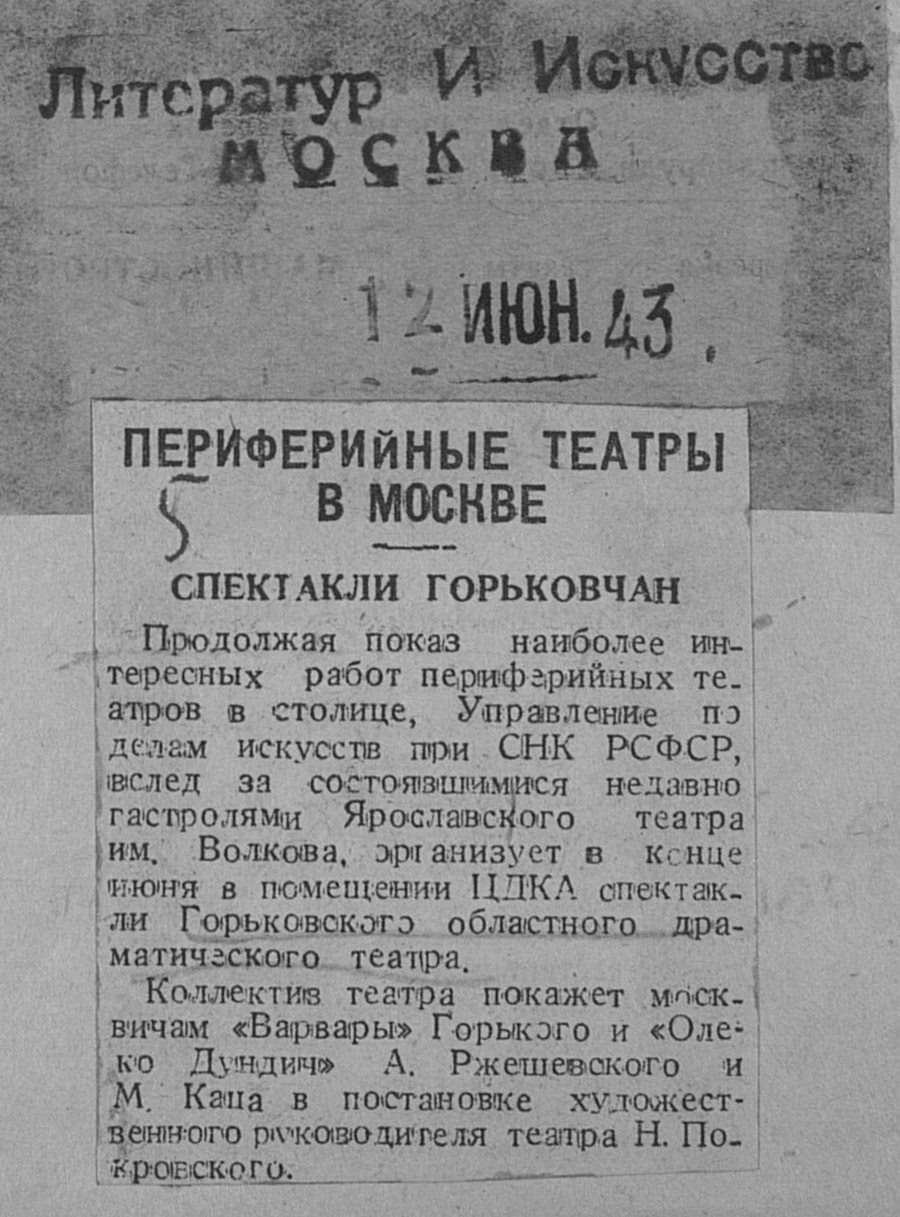 Литератур И Искусство
МОСКВА
12 ИЮН. 43.
ПЕРИФЕРИЙНЫЕ ТЕАТРЫ
В МОСКВЕ
5
СПЕКТАКЛИ ГОРЬКОВЧАН
Продолжая показ наиболее ин-
тересных работ периферийных те-
атров в столице, Управление по
делам искусств при СНК РСФСР,
вслед за состоявшимися недавно
гастролями Ярославского театра
им. Волкова, организует в конце
июня в помещении ЦДКА спектак-
ли Горьковского областного дра-
матического театра.
Коллектив театра покажет моск-
вичам «Варвары» Горького и «Оле-
ко Дундич» А. Ржешевского и
М. Каца в постановке художест-
венного руководителя театра Н. По-
кровского.